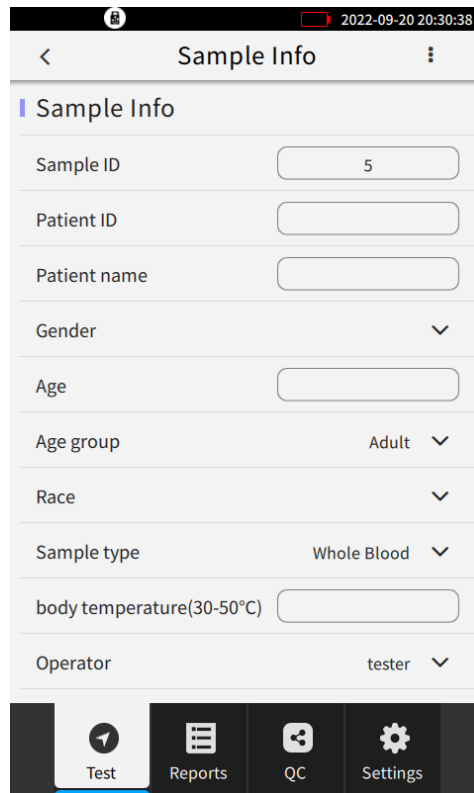 2022-09-20 20:30:38
Sample Info
Sample Info
Sample ID 5
Patient ID
Patient name
Gender
Age
Age group Adult
Race
Sample type Whole Blood
body temperature(30-50°C)
Operator tester
Test Reports QC Settings